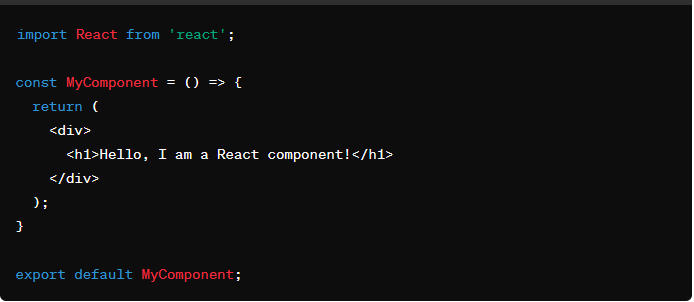 import React from 'react';
const MyComponent = () => {
return (
<div>
<h1>Hello, I am a React component!</h1>
</div>
);
}
export default MyComponent;